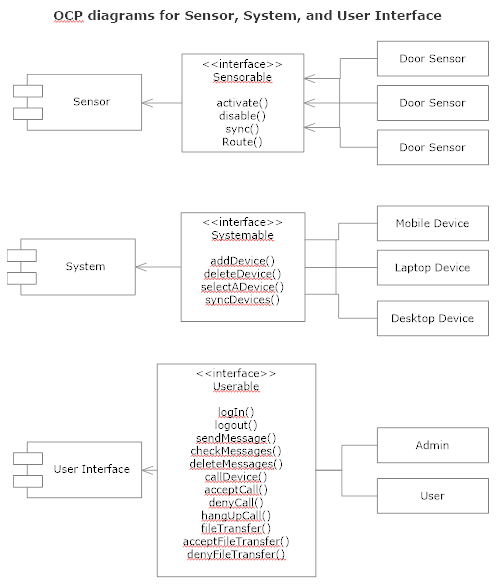 OCP diagrams for Sensor, System, and User Interface
Sensor
<<interface>>
Sensorable
activate()
disable()
sync()
Route()
Door Sensor
Door Sensor
Door Sensor
System
<<interface>>
Systemable
addDevice()
deleteDevice()
selectADevice()
syncDevices()
Mobile Device
Laptop Device
Desktop Device
User Interface
<<interface>>
Userable
logIn()
logout()
sendMessage()
checkMessages()
deleteMessages()
callDevice()
acceptCall()
denyCall()
hangUpCall()
fileTransfer()
acceptFileTransfer()
denyFileTransfer()
Admin
User